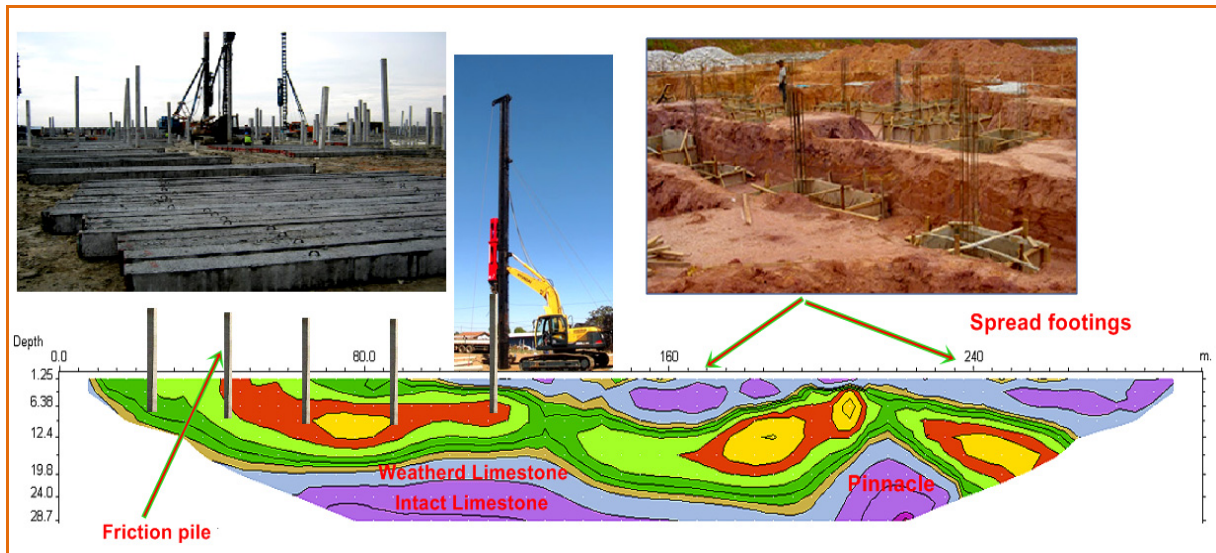 Spread footings
Depth 0.0 80.0 160 240 m.
1.25
6.38
12.4
19.8
24.0
28.7
Weatherd Limestone
Intact Limestone
Pinnacle
Friction pile